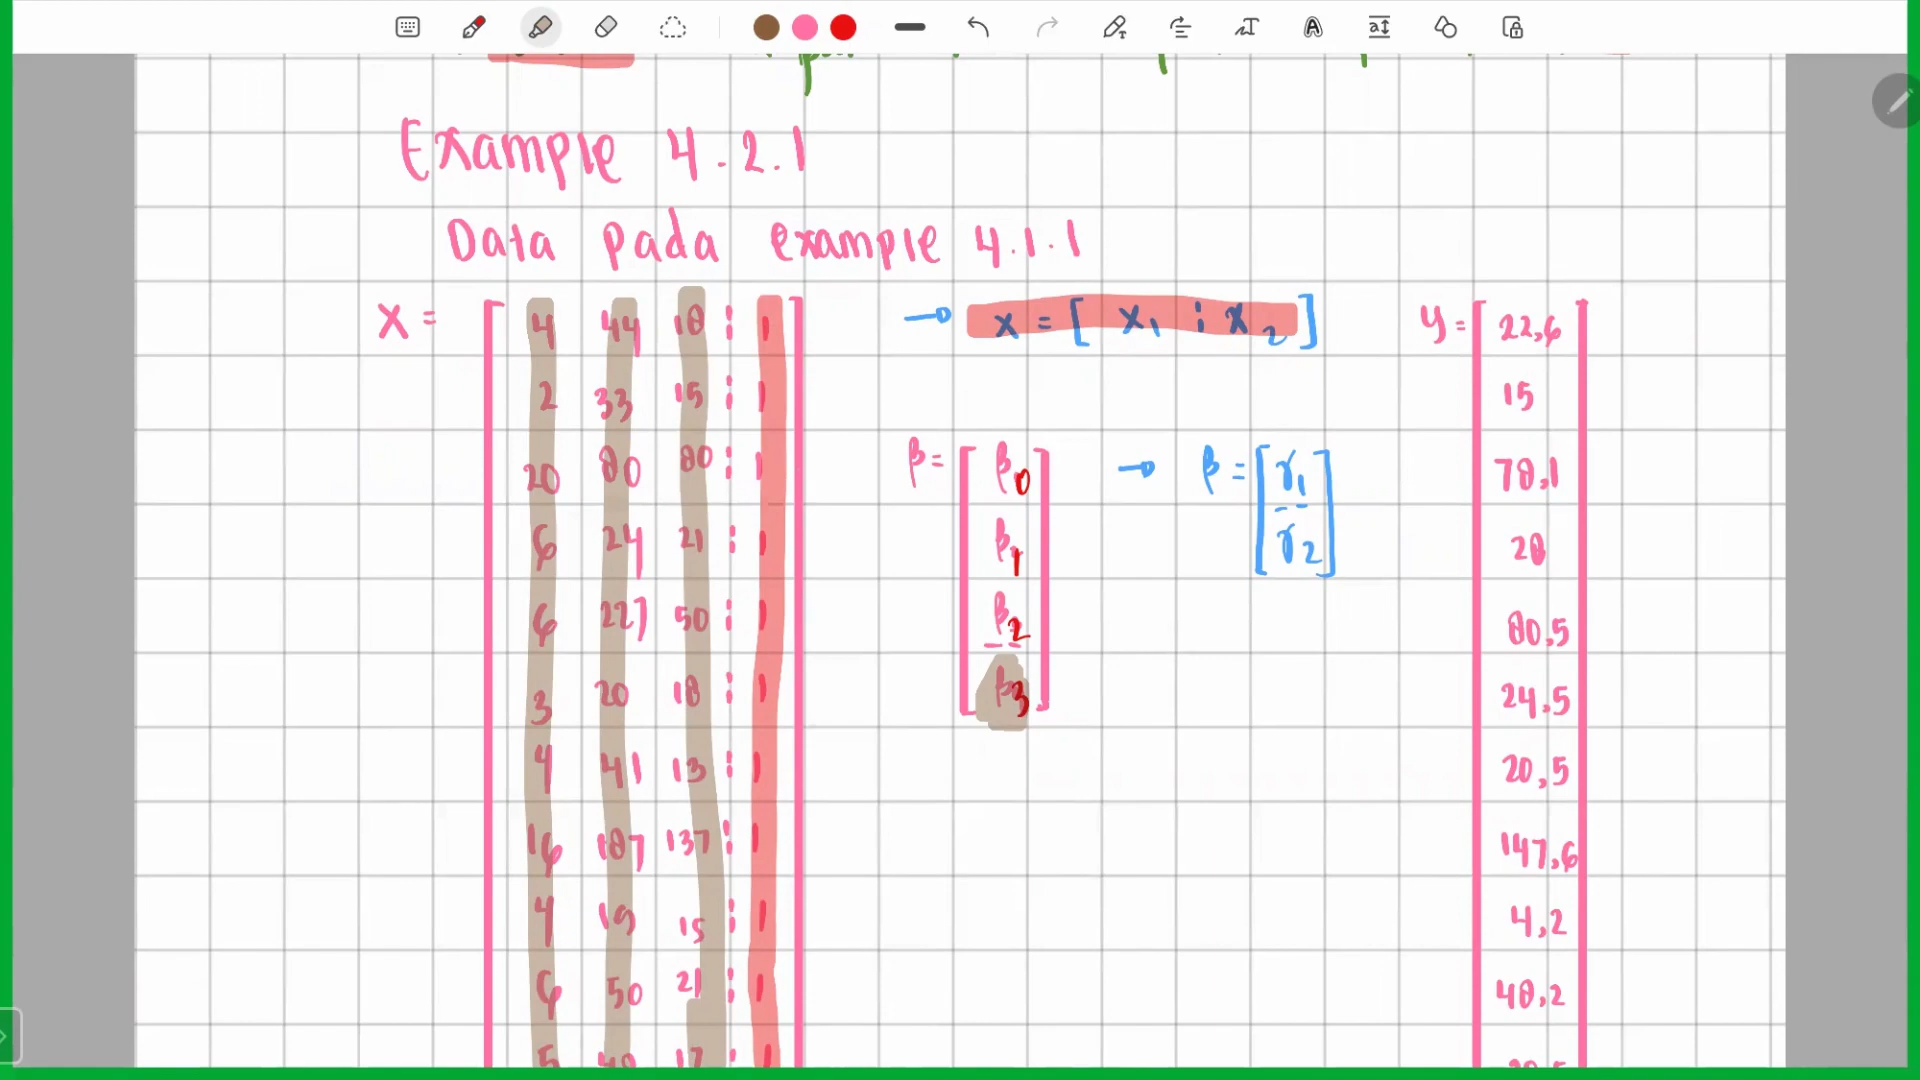 Example 4.2.1
Data pada example 4.1.1
X = [ 4 44 18 ⋮ 1 ] → X = [ X₁ ⋮ X₂ ] y = [ 22,6
2 33 15 ⋮ 1 15
20 80 80 ⋮ 1 β = [ β0 → β = [ γ₁ 78,1
6 24 21 ⋮ 1 β1 γ₂ ] 28
6 227 50 ⋮ 1 β2 80,5
3 20 18 ⋮ 1 β3 ] 24,5
4 41 13 ⋮ 1 20,5
16 187 137 ⋮ 1 147,6
4 19 15 ⋮ 1 4,2
6 50 21 ⋮ 1 48,2